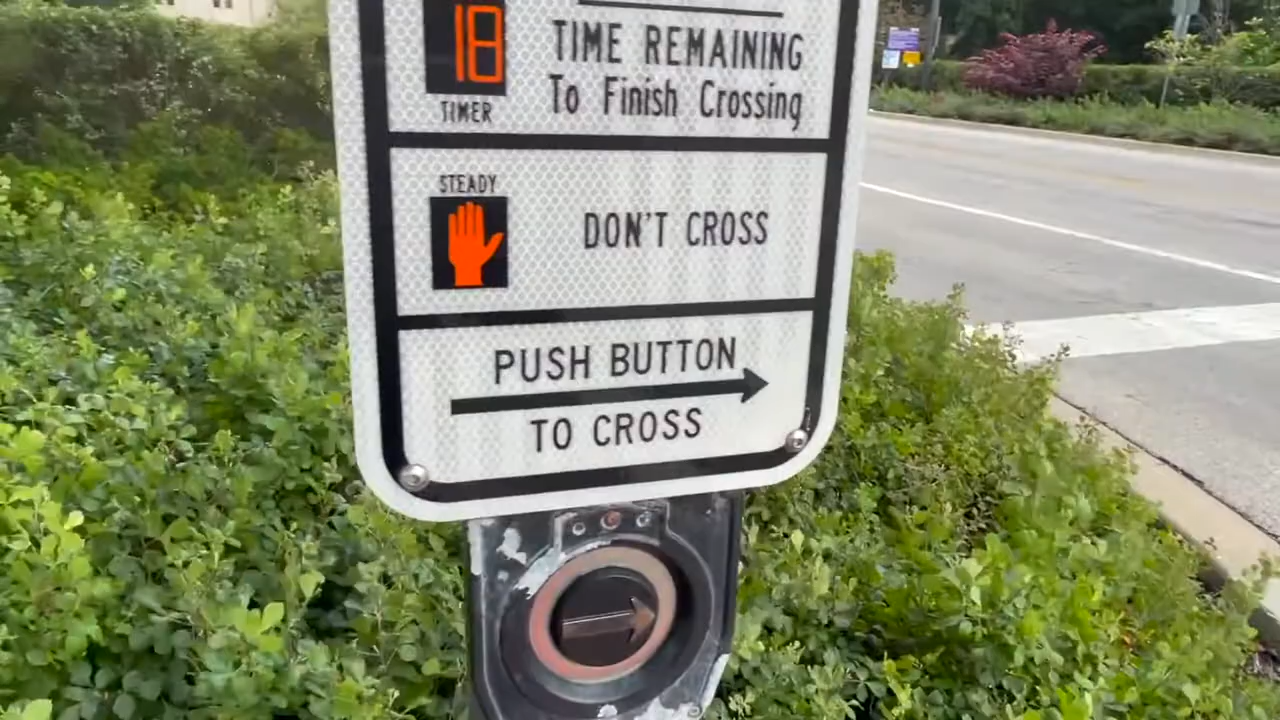 18
TIMER
TIME REMAINING
To Finish Crossing
STEADY
DON'T CROSS
PUSH BUTTON
TO CROSS